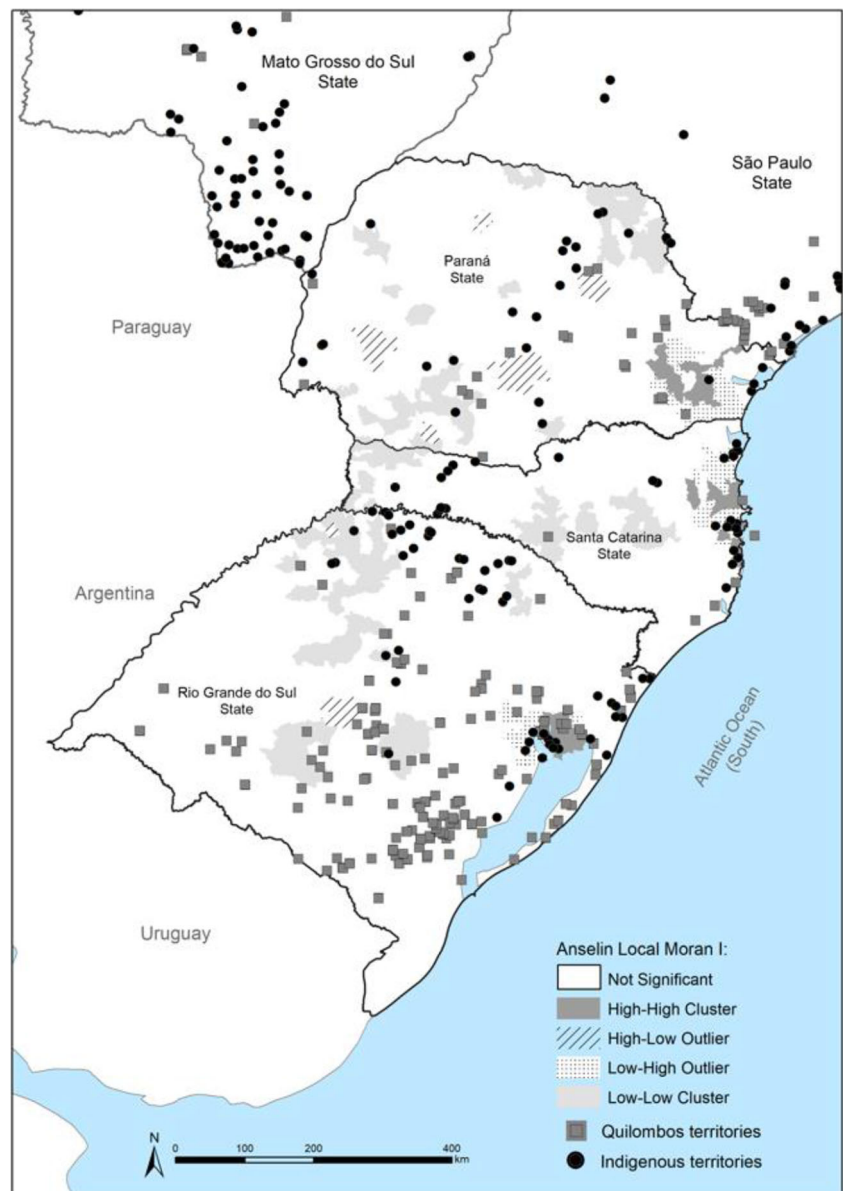 Mato Grosso do Sul
State
São Paulo
State
Paraná
State
Paraguay
Santa Catarina
State
Argentina
Rio Grande do Sul
State
Atlantic Ocean
(South)
Uruguay
Anselin Local Moran I:
Not Significant
High-High Cluster
High-Low Outlier
Low-High Outlier
Low-Low Cluster
Quilombos territories
Indigenous territories
N
0 100 200 400
km